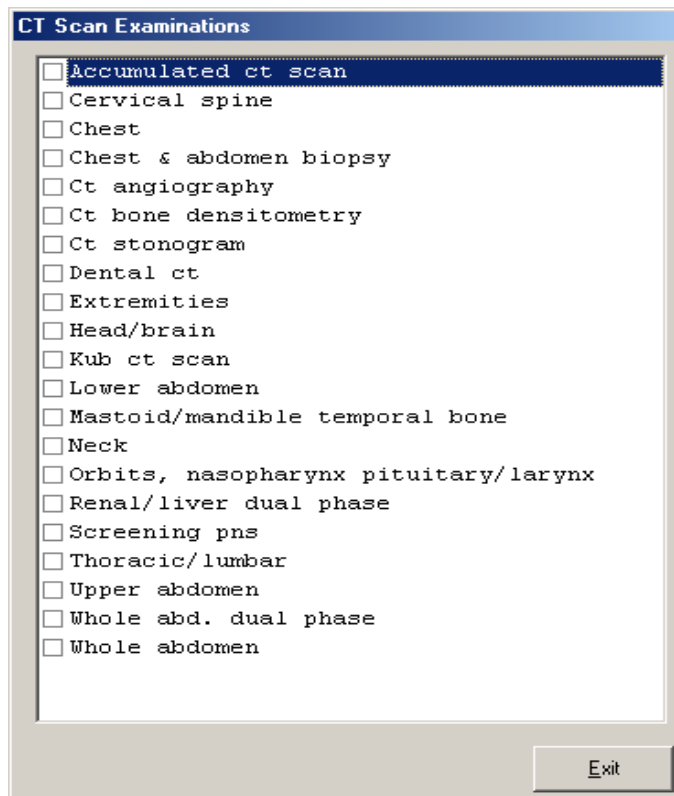 CT Scan Examinations
Accumulated ct scan
Cervical spine
Chest
Chest & abdomen biopsy
Ct angiography
Ct bone densitometry
Ct stonogram
Dental ct
Extremities
Head/brain
Kub ct scan
Lower abdomen
Mastoid/mandible temporal bone
Neck
Orbits, nasopharynx pituitary/larynx
Renal/liver dual phase
Screening pns
Thoracic/lumbar
Upper abdomen
Whole abd. dual phase
Whole abdomen
Exit